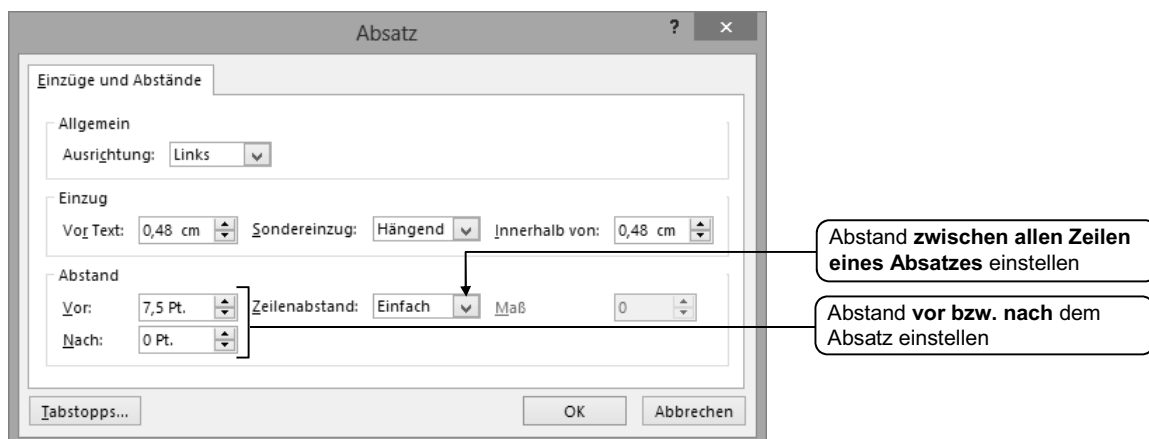 Absatz
?
×
Einzüge und Abstände
Allgemein
Ausrichtung: Links
Einzug
Vor Text: 0,48 cm Sondereinzug: Hängend Innerhalb von: 0,48 cm
Abstand
Vor: 7,5 Pt. Zeilenabstand: Einfach Maß 0
Nach: 0 Pt.
Tabstopps... OK Abbrechen
Abstand zwischen allen Zeilen
eines Absatzes einstellen
Abstand vor bzw. nach dem
Absatz einstellen